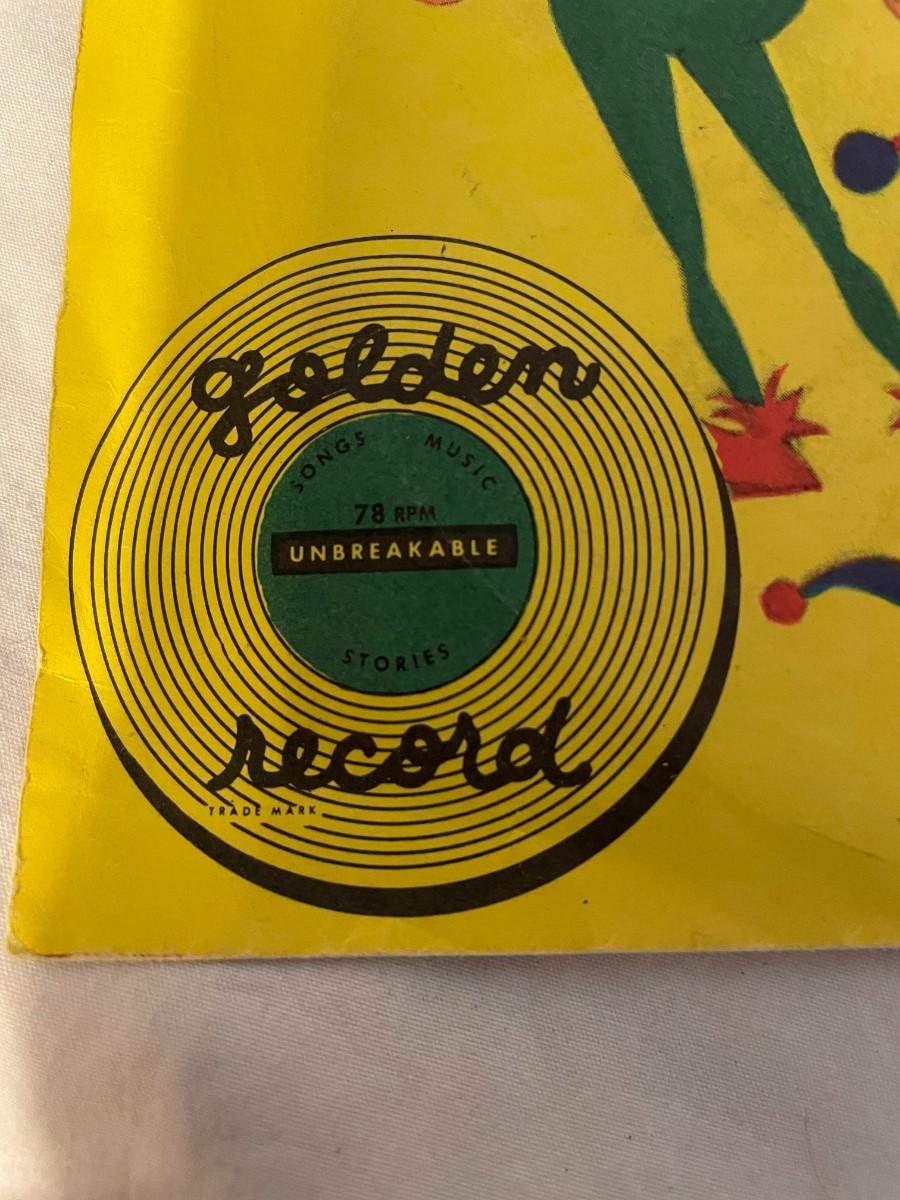 golden
SONGS MUSIC
78 RPM
UNBREAKABLE
STORIES
record
TRADE MARK